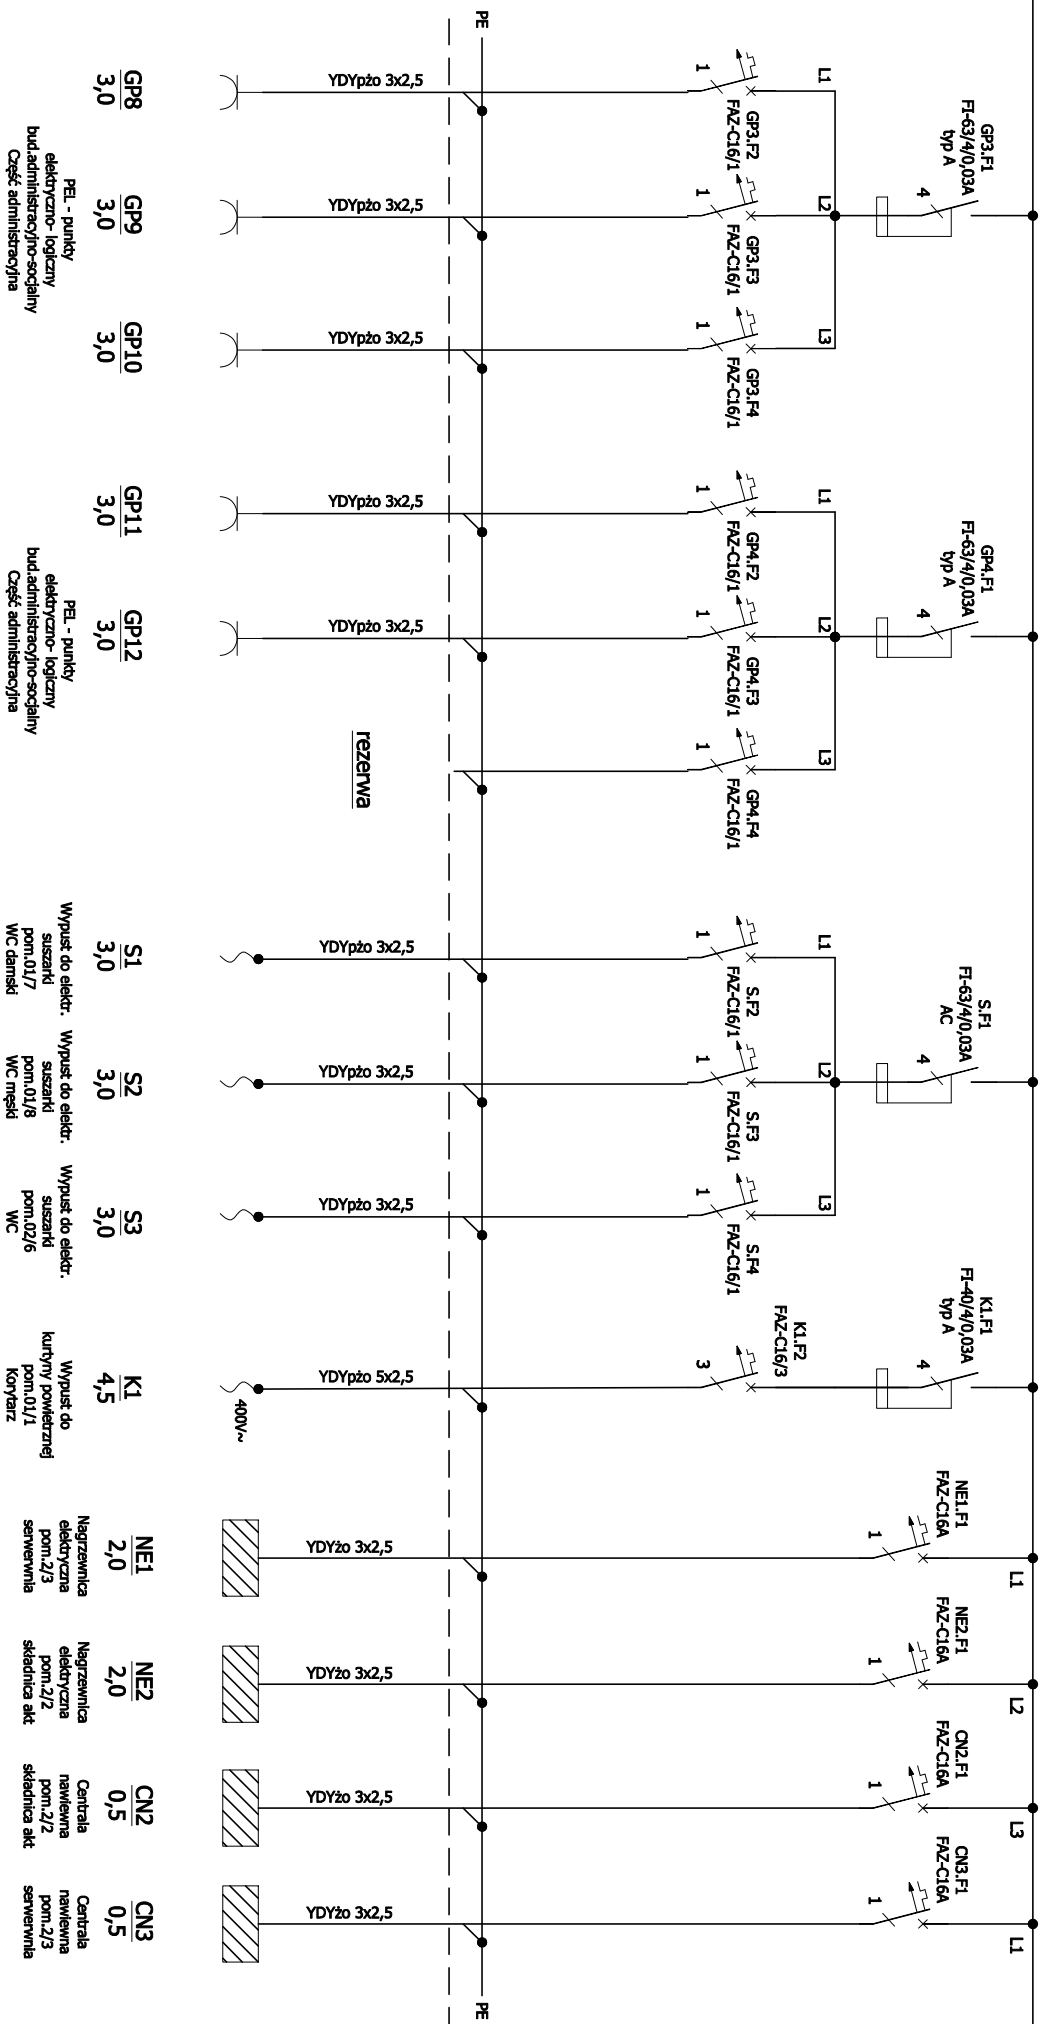 GP3.F1
FI-63/4/0,03A
typ A
4
L1
L2
L3
1
GP3.F2
FAZ-C16/1
1
GP3.F3
FAZ-C16/1
1
GP3.F4
FAZ-C16/1
GP4.F1
FI-63/4/0,03A
typ A
4
L1
L2
L3
1
GP4.F2
FAZ-C16/1
1
GP4.F3
FAZ-C16/1
1
GP4.F4
FAZ-C16/1
S.F1
FI-63/4/0,03A
AC
4
L1
L2
L3
1
S.F2
FAZ-C16/1
1
S.F3
FAZ-C16/1
1
S.F4
FAZ-C16/1
K1.F1
FI-40/4/0,03A
typ A
4
K1.F2
FAZ-C16/3
3
NE1.F1
FAZ-C16A
1
L1
NE2.F1
FAZ-C16A
1
L2
CN2.F1
FAZ-C16A
1
L3
CN3.F1
FAZ-C16A
1
L1
PE
PE
YDYpżo 3x2,5
YDYpżo 3x2,5
YDYpżo 3x2,5
YDYpżo 3x2,5
YDYpżo 3x2,5
rezerwa
YDYpżo 3x2,5
YDYpżo 3x2,5
YDYpżo 3x2,5
YDYpżo 5x2,5
400V~
YDYżo 3x2,5
YDYżo 3x2,5
YDYżo 3x2,5
YDYżo 3x2,5
GP8
3,0
GP9
3,0
GP10
3,0
PEL - punkty
elektryczno- logiczny
bud.administracyjno-socjalny
Część administracyjna
GP11
3,0
GP12
3,0
PEL - punkty
elektryczno- logiczny
bud.administracyjno-socjalny
Część administracyjna
S1
3,0
Wypust do elektr.
suszarki
pom.01/7
WC damski
S2
3,0
Wypust do elektr.
suszarki
pom.01/8
WC męski
S3
3,0
Wypust do elektr.
suszarki
pom.02/6
WC
K1
4,5
Wypust do
kurtyny powietrznej
pom.01/1
Korytarz
NE1
2,0
Nagrzewnica
elektryczna
pom.2/3
serwerwnia
NE2
2,0
Nagrzewnica
elektryczna
pom.2/2
składnica akt
CN2
0,5
Centrala
nawiewna
pom.2/2
składnica akt
CN3
0,5
Centrala
nawiewna
pom.2/3
serwerwnia